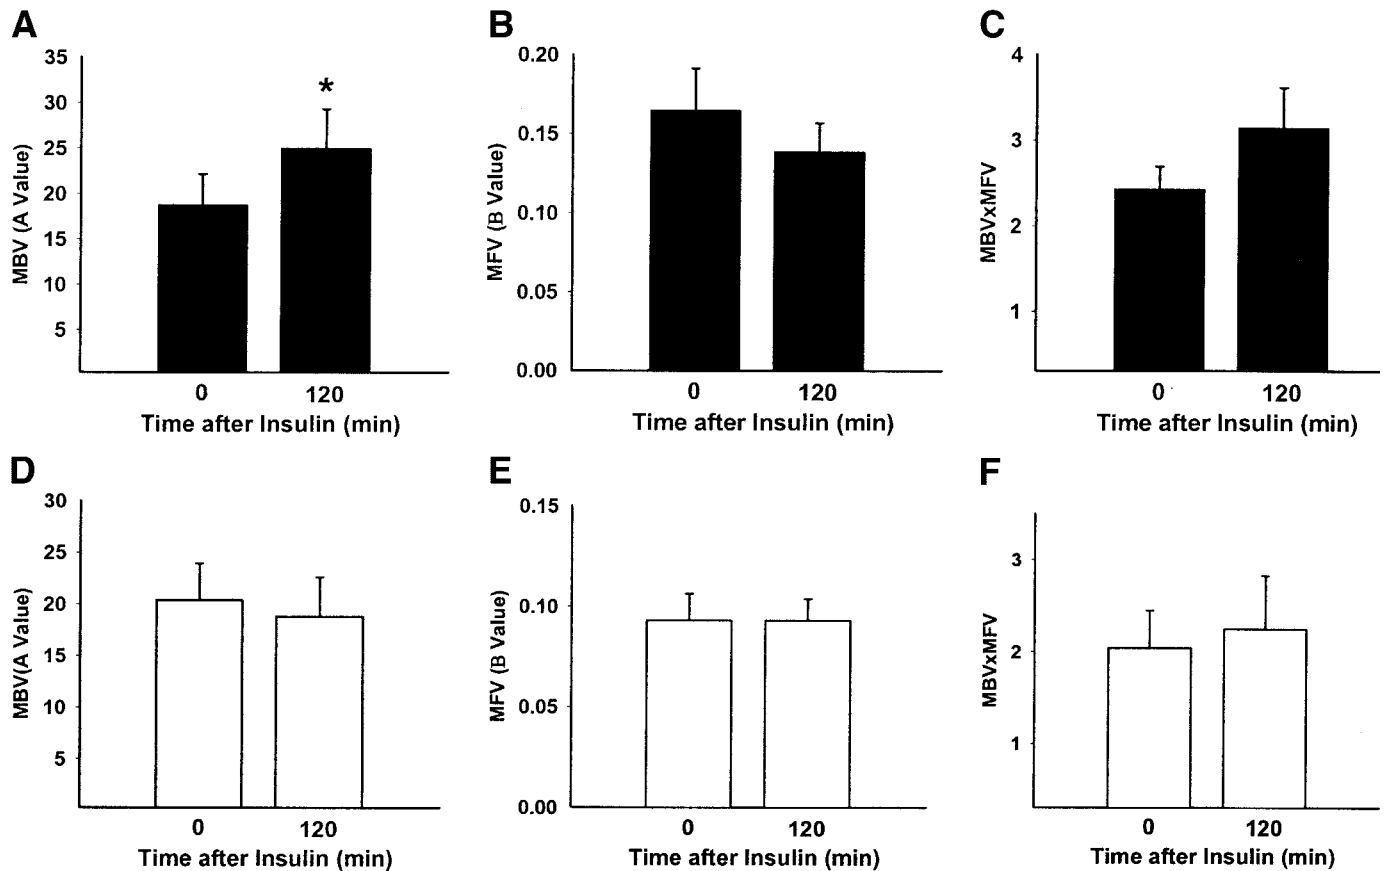 A
MBV (A Value)
35
30
25
20
15
10
5
*
0
120
Time after Insulin (min)
B
MFV (B Value)
0.20
0.15
0.10
0.05
0.00
0
120
Time after Insulin (min)
C
MBVxMFV
4
3
2
1
0
120
Time after Insulin (min)
D
MBV(A Value)
30
25
20
15
10
5
0
120
Time after Insulin (min)
E
MFV (B Value)
0.15
0.10
0.05
0.00
0
120
Time after Insulin (min)
F
MBVxMFV
3
2
1
0
120
Time after Insulin (min)